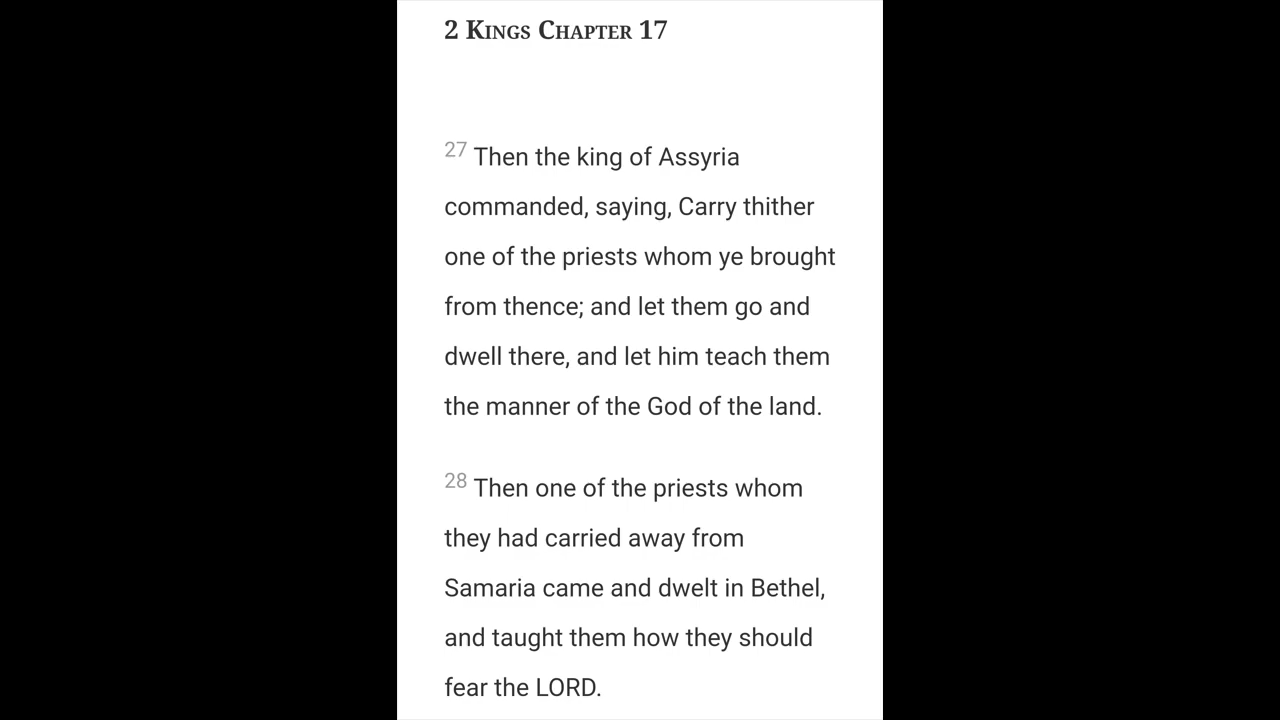 2 Kings Chapter 17
27 Then the king of Assyria
commanded, saying, Carry thither
one of the priests whom ye brought
from thence; and let them go and
dwell there, and let him teach them
the manner of the God of the land.
28 Then one of the priests whom
they had carried away from
Samaria came and dwelt in Bethel,
and taught them how they should
fear the LORD.